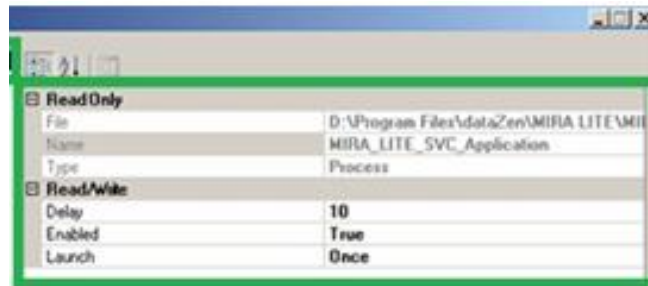 Read Only
File D:\Program Files\dataZen\MIRA LITE\MI
Name MIRA_LITE_SVC_Application
Type Process
Read/Write
Delay 10
Enabled True
Launch Once